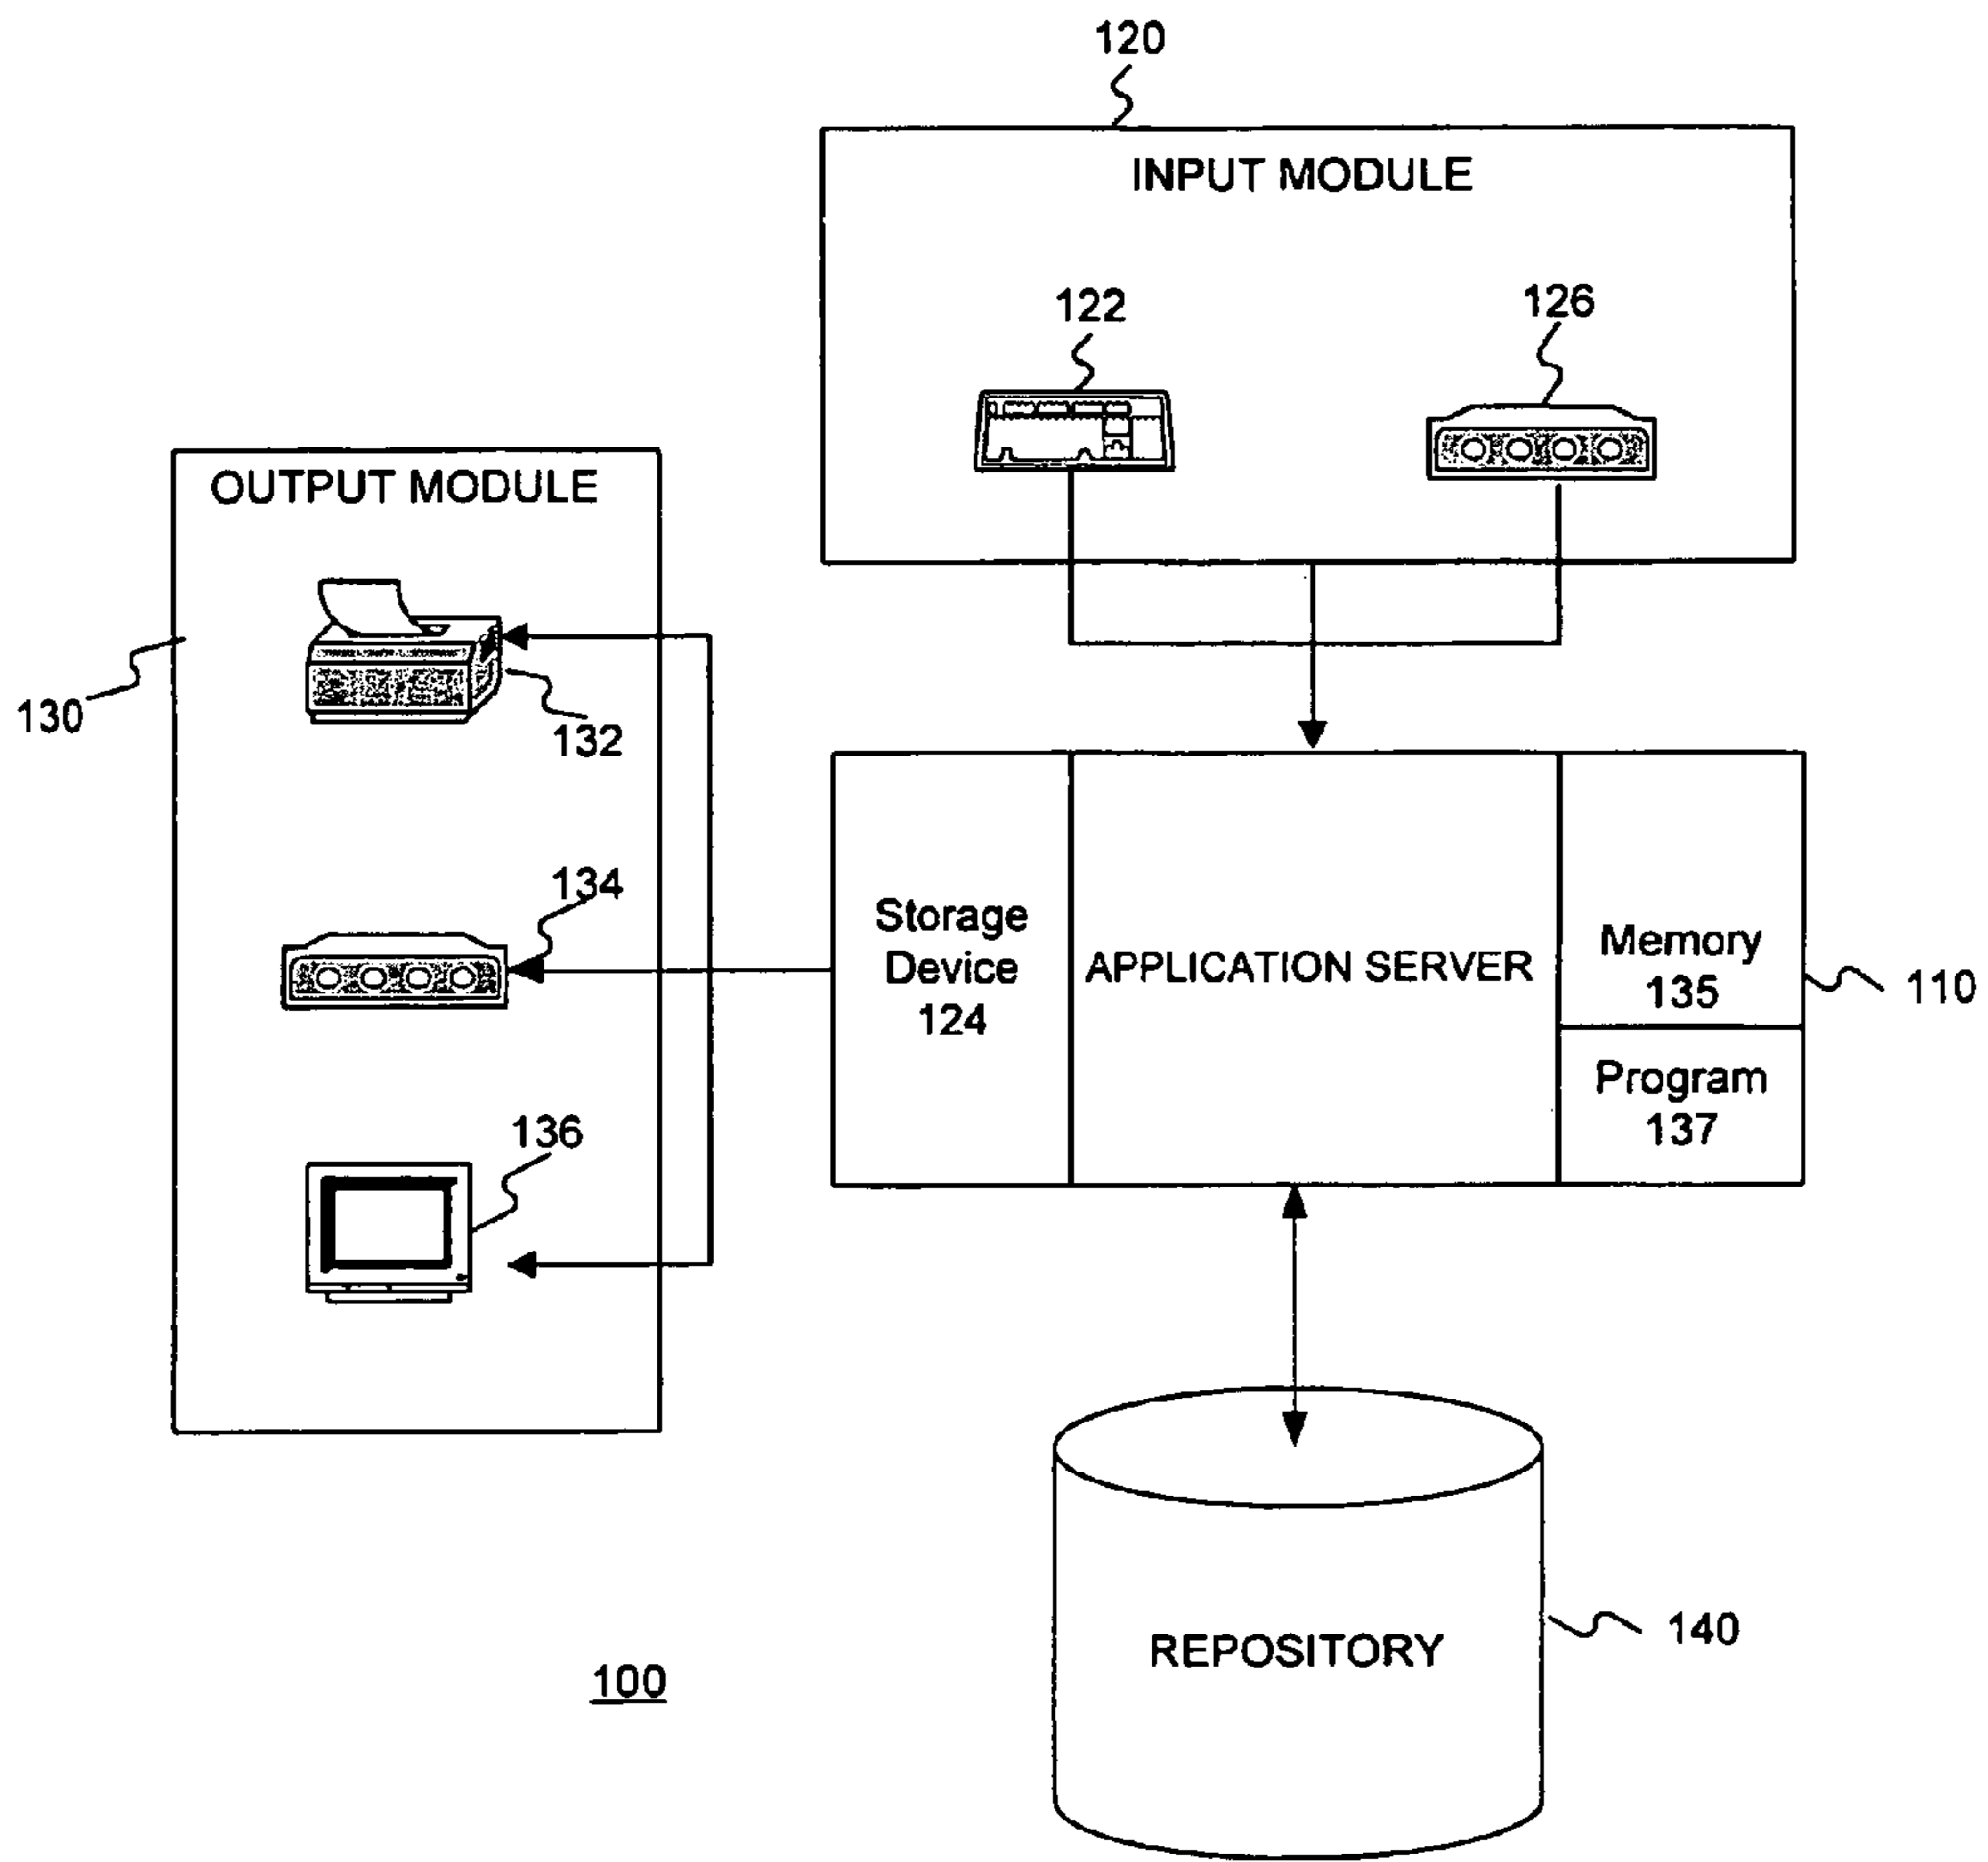 120
INPUT MODULE
122
126
OUTPUT MODULE
130
132
134
136
Storage
Device
124
APPLICATION SERVER
Memory
135
Program
137
110
REPOSITORY
140
100